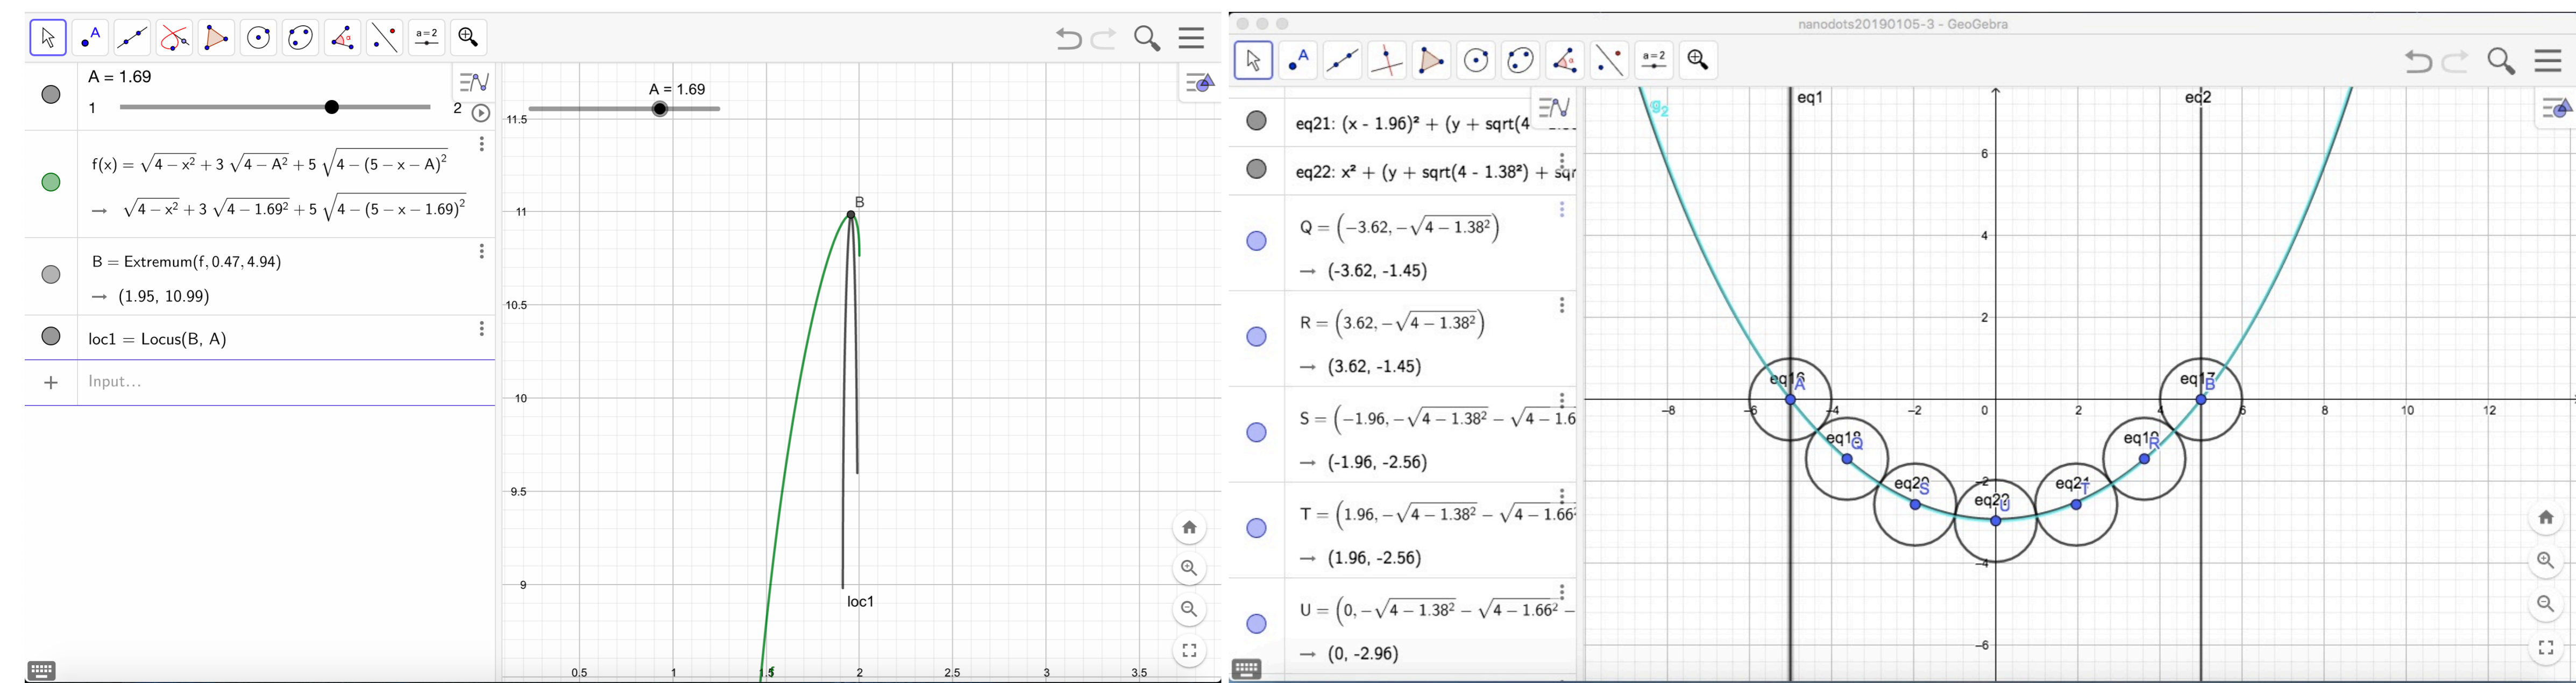 A
a=2
A = 1.69
1
2
f(x) = √(4 − x²) + 3 √(4 − A²) + 5 √(4 − (5 − x − A)²)
→ √(4 − x²) + 3 √(4 − 1.69²) + 5 √(4 − (5 − x − 1.69)²)
B = Extremum(f, 0.47, 4.94)
→ (1.95, 10.99)
loc1 = Locus(B, A)
+ Input...
A = 1.69
11.5
B
11
10.5
10
9.5
9
loc1
0.5 1 1.5 f 2 2.5 3 3.5
nanodots20190105-3 - GeoGebra
A
a=2
eq21: (x - 1.96)² + (y + sqrt(4
eq22: x² + (y + sqrt(4 - 1.38²) + sqr
Q = (−3.62, −√(4 − 1.38²))
→ (-3.62, -1.45)
R = (3.62, −√(4 − 1.38²))
→ (3.62, -1.45)
S = (−1.96, −√(4 − 1.38²) − √(4 − 1.6
→ (-1.96, -2.56)
T = (1.96, −√(4 − 1.38²) − √(4 − 1.66²
→ (1.96, -2.56)
U = (0, −√(4 − 1.38²) − √(4 − 1.66²) −
→ (0, -2.96)
g₂
eq1
eq2
6
4
2
eq16 A
eq17 B
−8 −6 −4 −2 0 2 4 6 8 10 12
eq18 Q
eq19 R
−2
eq20 S
eq21 T
eq22 U
−4
−6